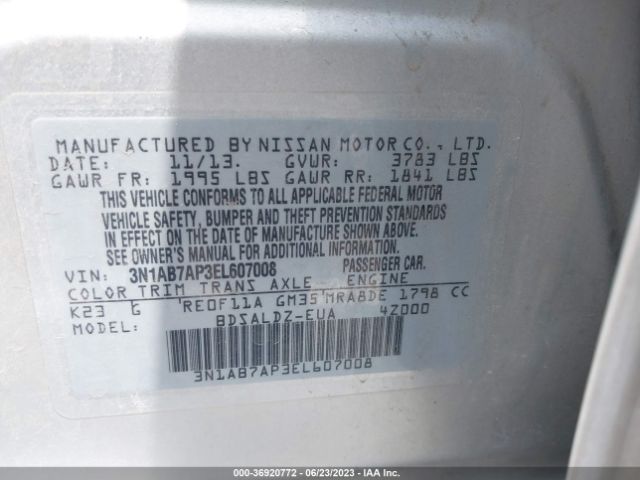 MANUFACTURED BY NISSAN MOTOR CO., LTD.
DATE: 11/13. GVWR: 3783 LBS
GAWR FR: 1995 LBS GAWR RR: 1841 LBS
THIS VEHICLE CONFORMS TO ALL APPLICABLE FEDERAL MOTOR
VEHICLE SAFETY, BUMPER AND THEFT PREVENTION STANDARDS
IN EFFECT ON THE DATE OF MANUFACTURE SHOWN ABOVE.
SEE OWNER'S MANUAL FOR ADDITIONAL INFORMATION.
VIN: 3N1AB7AP3EL607008 PASSENGER CAR.
COLOR TRIM TRANS AXLE ENGINE
K23 G RE0F11A GM35 MRA8DE 1798 CC
MODEL: BDSALDZ-EUA 4Z000
3N1AB7AP3EL607008
000-36920772 - 06/23/2023 - IAA Inc.